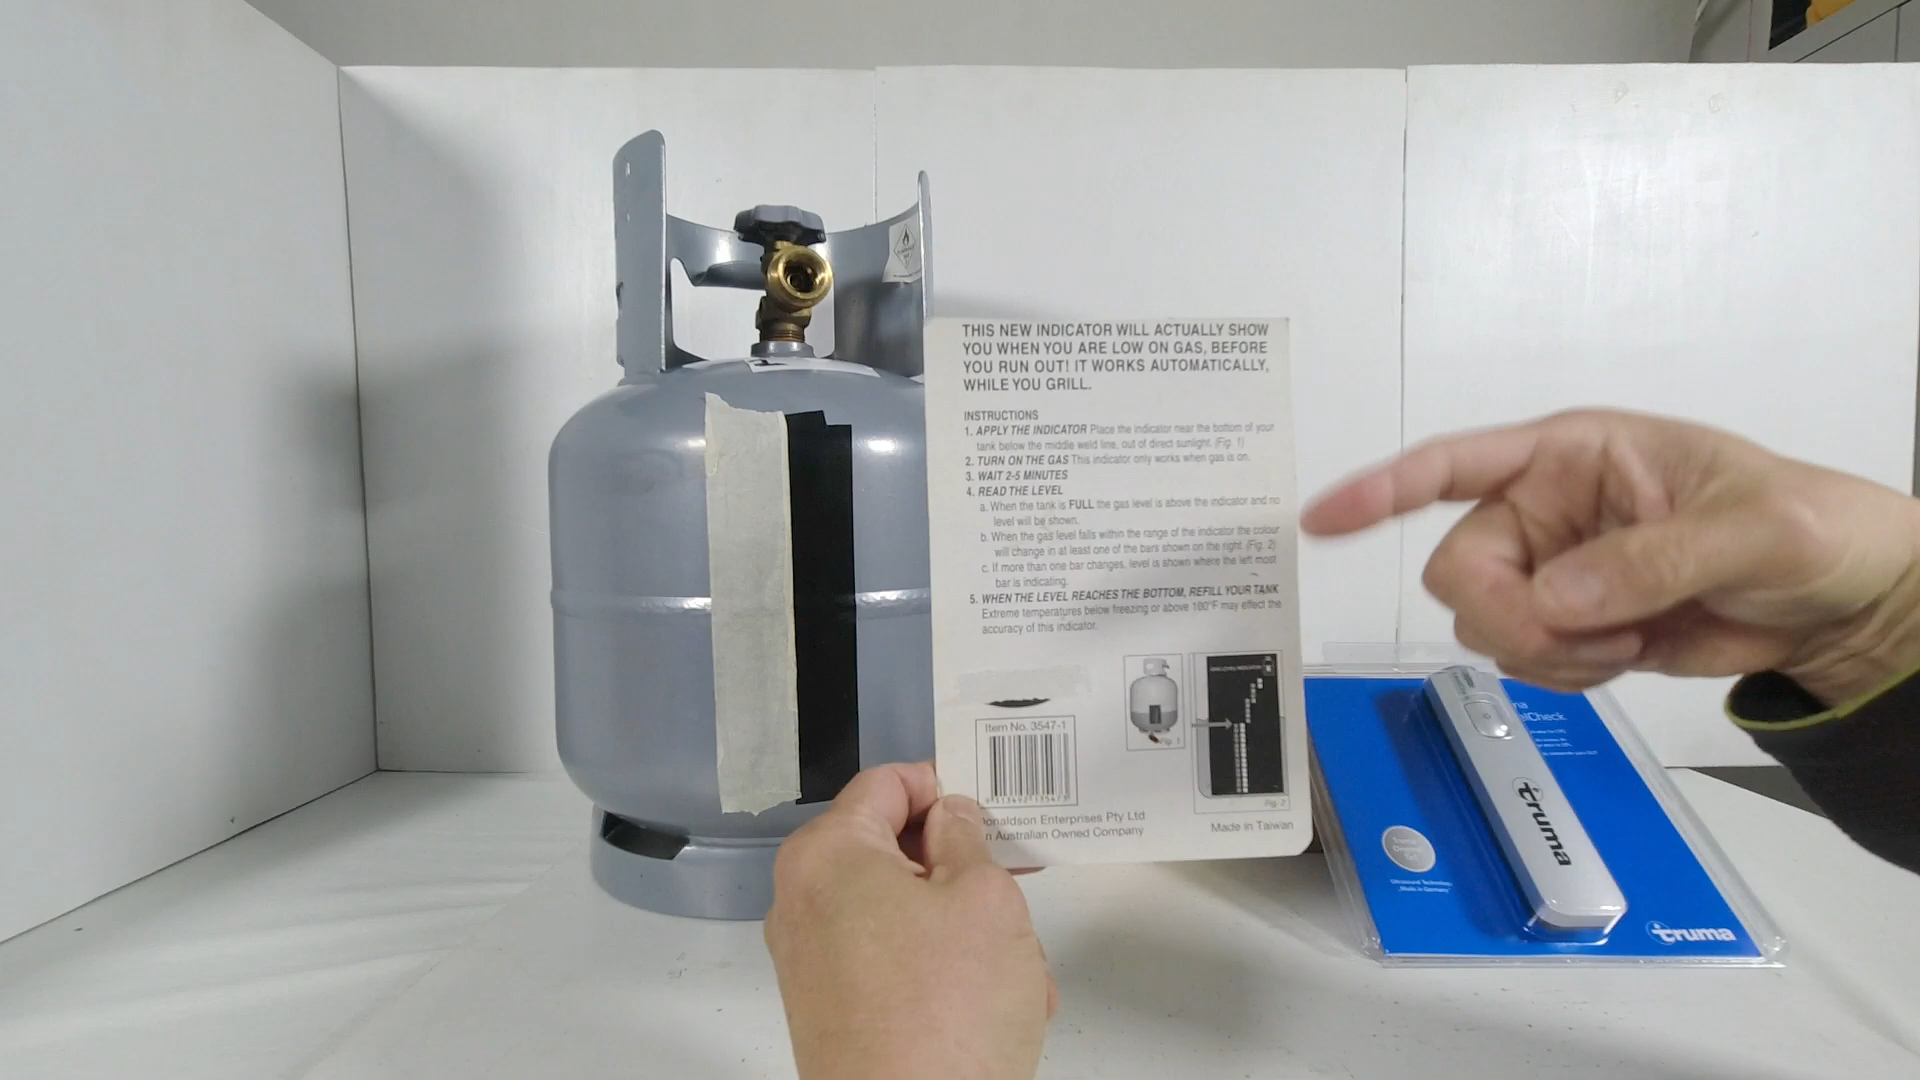 THIS NEW INDICATOR WILL ACTUALLY SHOW
YOU WHEN YOU ARE LOW ON GAS, BEFORE
YOU RUN OUT! IT WORKS AUTOMATICALLY,
WHILE YOU GRILL.
INSTRUCTIONS
1. APPLY THE INDICATOR Place the indicator near the bottom of your
tank below the middle weld line, out of direct sunlight. (Fig. 1)
2. TURN ON THE GAS This indicator only works when gas is on.
3. WAIT 2-5 MINUTES
4. READ THE LEVEL
a. When the tank is FULL the gas level is above the indicator and no
level will be shown.
b. When the gas level falls within the range of the indicator the colour
will change in at least one of the bars shown on the right. (Fig. 2)
c. If more than one bar changes, level is shown where the left most
bar is indicating.
5. WHEN THE LEVEL REACHES THE BOTTOM, REFILL YOUR TANK
Extreme temperatures below freezing or above 100°F may effect the
accuracy of this indicator.
Fig. 1
Fig. 2
Item No. 3547-1
Donaldson Enterprises Pty Ltd
n Australian Owned Company
Made in Taiwan
lCheck
truma
truma